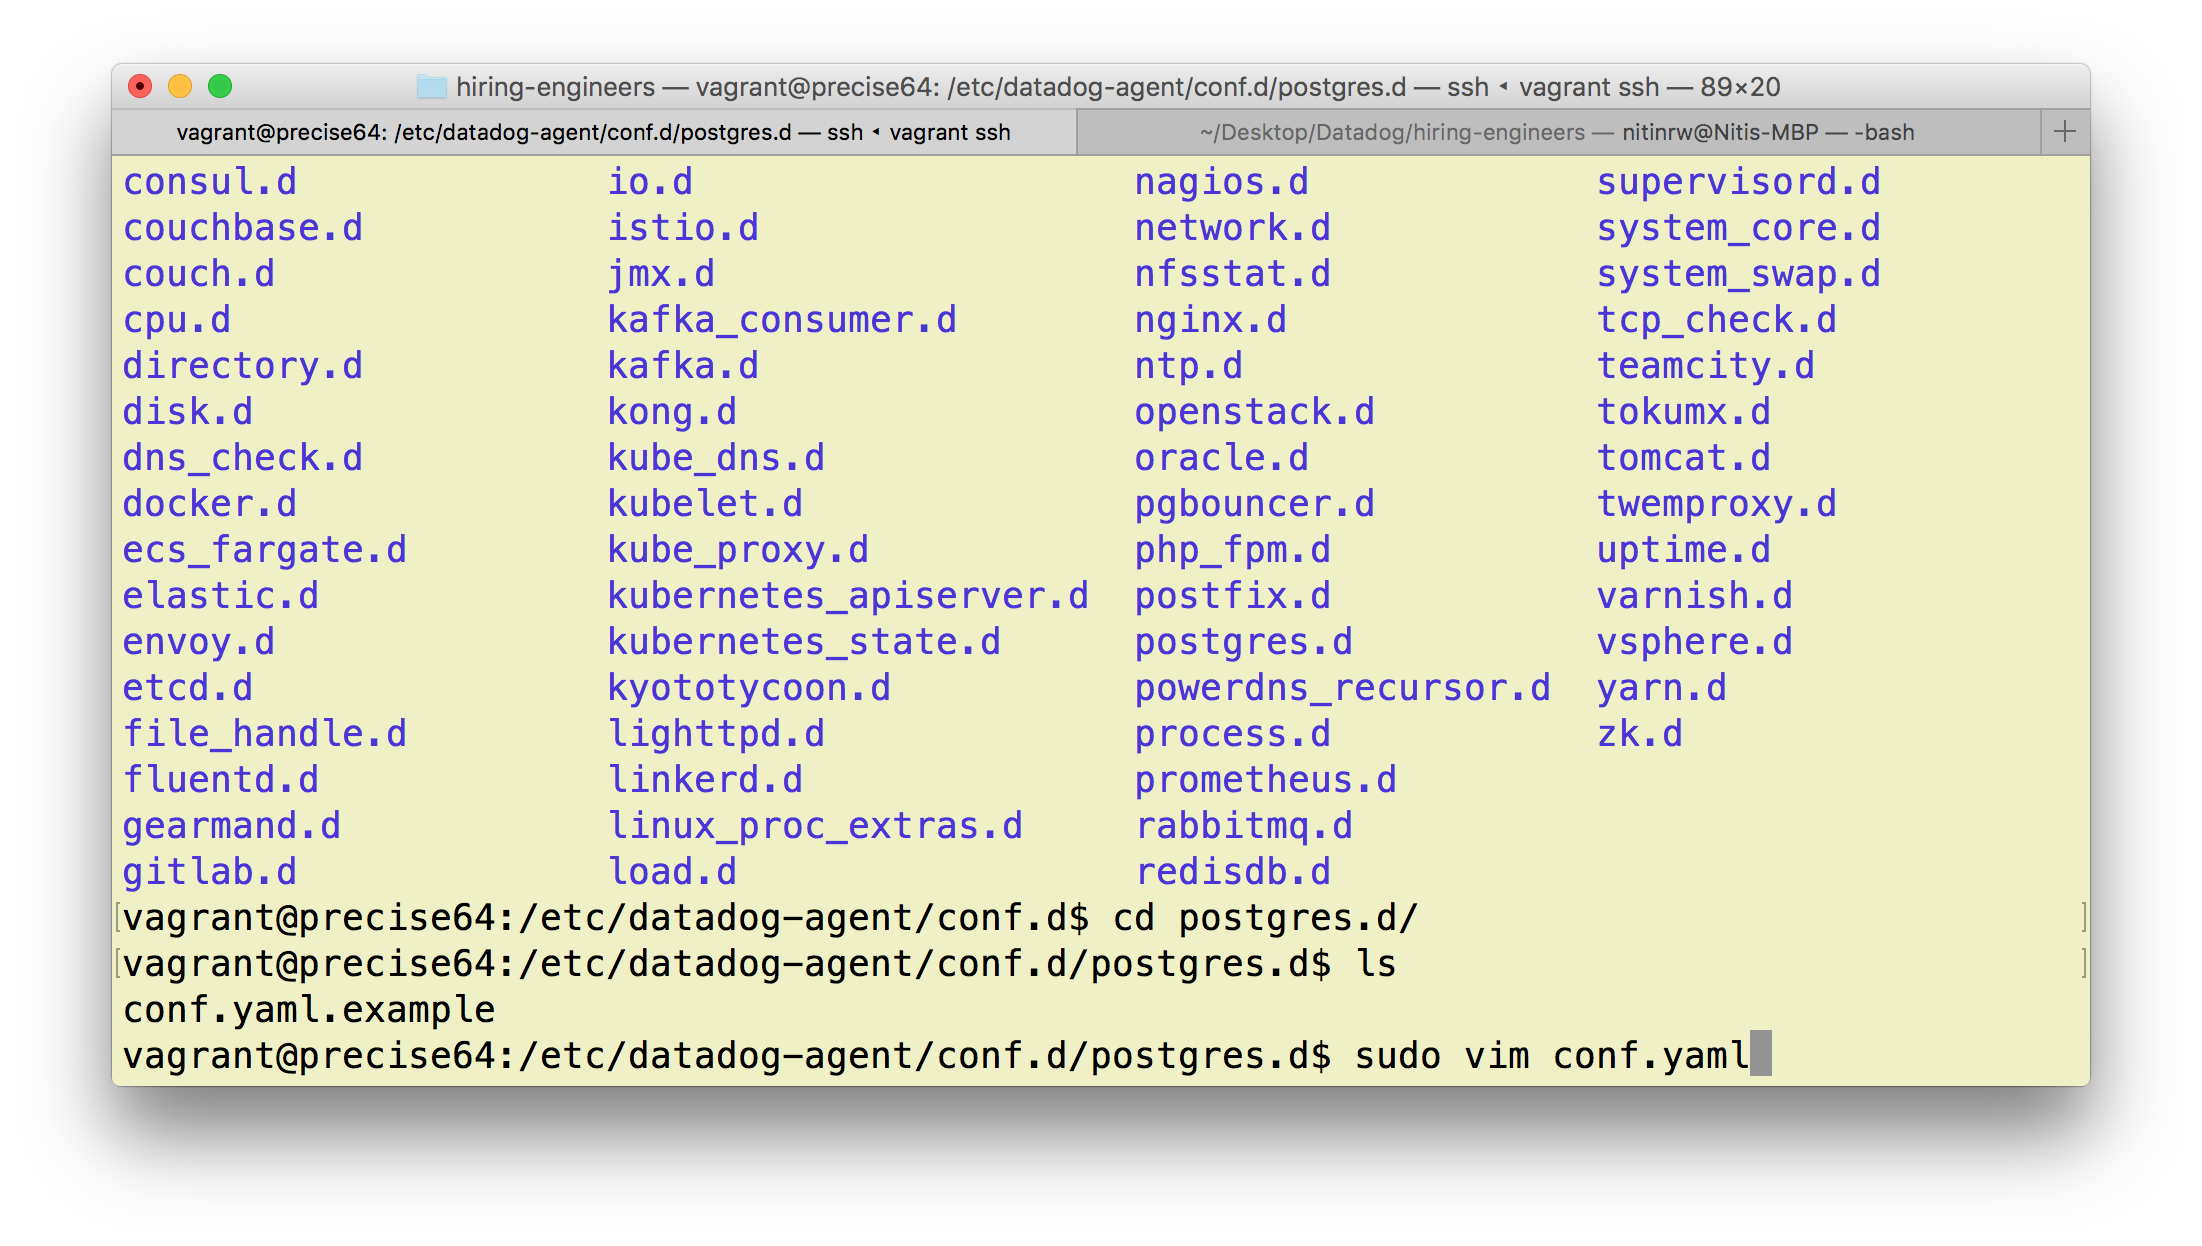 hiring-engineers — vagrant@precise64: /etc/datadog-agent/conf.d/postgres.d — ssh ◂ vagrant ssh — 89×20
vagrant@precise64: /etc/datadog-agent/conf.d/postgres.d — ssh ◂ vagrant ssh ~/Desktop/Datadog/hiring-engineers — nitinrw@Nitis-MBP — -bash +
consul.d io.d nagios.d supervisord.d
couchbase.d istio.d network.d system_core.d
couch.d jmx.d nfsstat.d system_swap.d
cpu.d kafka_consumer.d nginx.d tcp_check.d
directory.d kafka.d ntp.d teamcity.d
disk.d kong.d openstack.d tokumx.d
dns_check.d kube_dns.d oracle.d tomcat.d
docker.d kubelet.d pgbouncer.d twemproxy.d
ecs_fargate.d kube_proxy.d php_fpm.d uptime.d
elastic.d kubernetes_apiserver.d postfix.d varnish.d
envoy.d kubernetes_state.d postgres.d vsphere.d
etcd.d kyototycoon.d powerdns_recursor.d yarn.d
file_handle.d lighttpd.d process.d zk.d
fluentd.d linkerd.d prometheus.d
gearmand.d linux_proc_extras.d rabbitmq.d
gitlab.d load.d redisdb.d
[vagrant@precise64:/etc/datadog-agent/conf.d$ cd postgres.d/ ]
[vagrant@precise64:/etc/datadog-agent/conf.d/postgres.d$ ls ]
conf.yaml.example
vagrant@precise64:/etc/datadog-agent/conf.d/postgres.d$ sudo vim conf.yaml